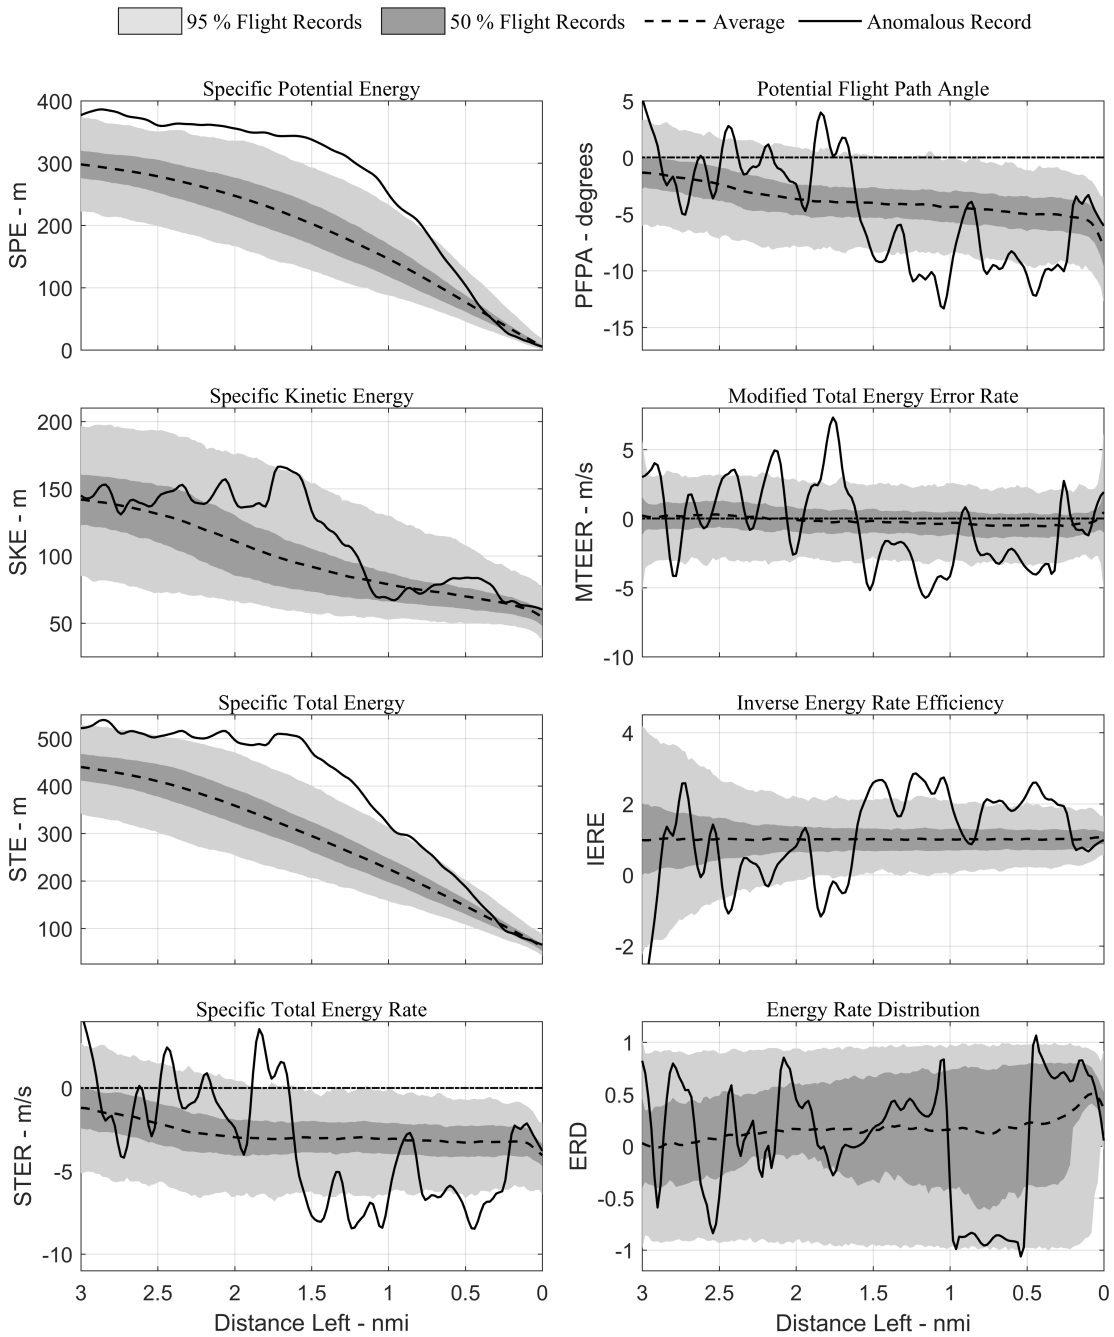 95 % Flight Records 50 % Flight Records Average Anomalous Record
Specific Potential Energy
SPE - m
400
300
200
100
0
Potential Flight Path Angle
PFPA - degrees
5
0
-5
-10
-15
Specific Kinetic Energy
SKE - m
200
150
100
50
Modified Total Energy Error Rate
MTEER - m/s
5
0
-5
-10
Specific Total Energy
STE - m
500
400
300
200
100
Inverse Energy Rate Efficiency
IERE
4
2
0
-2
Specific Total Energy Rate
STER - m/s
0
-5
-10
3 2.5 2 1.5 1 0.5 0
Distance Left - nmi
Energy Rate Distribution
ERD
1
0.5
0
-0.5
-1
3 2.5 2 1.5 1 0.5 0
Distance Left - nmi